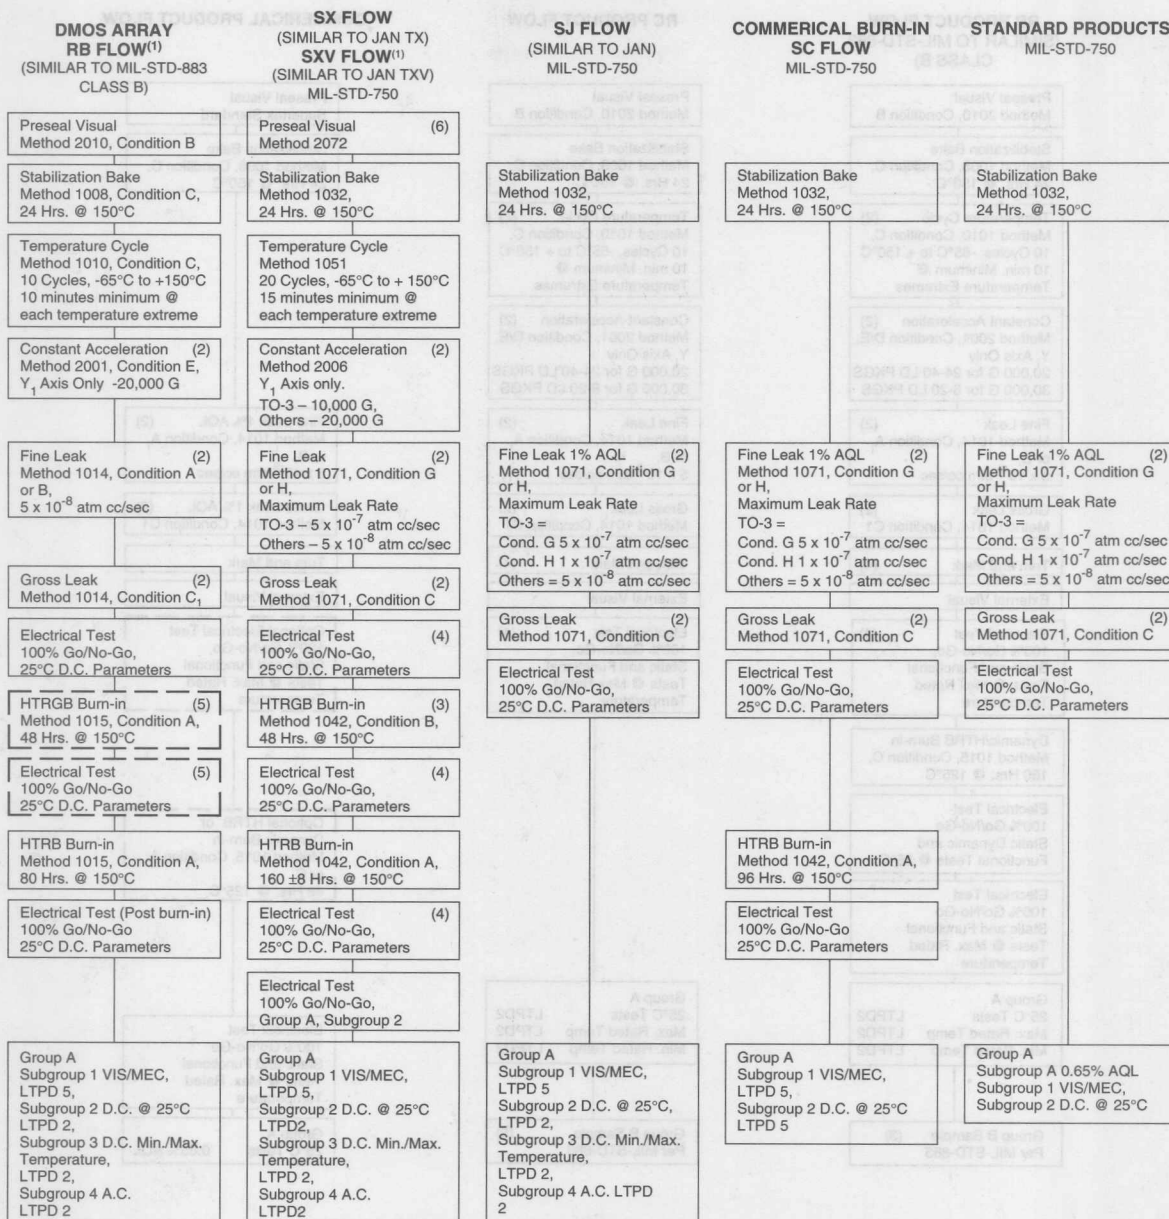 DMOS ARRAY
RB FLOW(1)
(SIMILAR TO MIL-STD-883
CLASS B)
Preseal Visual
Method 2010, Condition B
Stabilization Bake
Method 1008, Condition C,
24 Hrs. @ 150°C
Temperature Cycle
Method 1010, Condition C,
10 Cycles, -65°C to +150°C
10 minutes minimum @
each temperature extreme
Constant Acceleration (2)
Method 2001, Condition E,
Y1 Axis Only -20,000 G
Fine Leak (2)
Method 1014, Condition A
or B,
5 x 10-8 atm cc/sec
Gross Leak (2)
Method 1014, Condition C1
Electrical Test
100% Go/No-Go,
25°C D.C. Parameters
HTRGB Burn-in (5)
Method 1015, Condition A,
48 Hrs. @ 150°C
Electrical Test (5)
100% Go/No-Go
25°C D.C. Parameters
HTRB Burn-in
Method 1015, Condition A,
80 Hrs. @ 150°C
Electrical Test (Post burn-in)
100% Go/No-Go
25°C D.C. Parameters
Group A
Subgroup 1 VIS/MEC,
LTPD 5,
Subgroup 2 D.C. @ 25°C
LTPD 2,
Subgroup 3 D.C. Min./Max.
Temperature,
LTPD 2,
Subgroup 4 A.C.
LTPD 2
SX FLOW
(SIMILAR TO JAN TX)
SXV FLOW(1)
(SIMILAR TO JAN TXV)
MIL-STD-750
Preseal Visual (6)
Method 2072
Stabilization Bake
Method 1032,
24 Hrs. @ 150°C
Temperature Cycle
Method 1051
20 Cycles, -65°C to + 150°C
15 minutes minimum @
each temperature extreme
Constant Acceleration (2)
Method 2006
Y1 Axis only.
TO-3 – 10,000 G,
Others – 20,000 G
Fine Leak (2)
Method 1071, Condition G
or H,
Maximum Leak Rate
TO-3 – 5 x 10-7 atm cc/sec
Others – 5 x 10-8 atm cc/sec
Gross Leak (2)
Method 1071, Condition C
Electrical Test (4)
100% Go/No-Go,
25°C D.C. Parameters
HTRGB Burn-in (3)
Method 1042, Condition B,
48 Hrs. @ 150°C
Electrical Test (4)
100% Go/No-Go,
25°C D.C. Parameters
HTRB Burn-in
Method 1042, Condition A,
160 ±8 Hrs. @ 150°C
Electrical Test (4)
100% Go/No-Go,
25°C D.C. Parameters
Electrical Test
100% Go/No-Go,
Group A, Subgroup 2
Group A
Subgroup 1 VIS/MEC,
LTPD 5,
Subgroup 2 D.C. @ 25°C
LTPD2,
Subgroup 3 D.C. Min./Max.
Temperature,
LTPD 2,
Subgroup 4 A.C.
LTPD2
SJ FLOW
(SIMILAR TO JAN)
MIL-STD-750
Stabilization Bake
Method 1032,
24 Hrs. @ 150°C
Fine Leak 1% AQL (2)
Method 1071, Condition G
or H,
Maximum Leak Rate
TO-3 =
Cond. G 5 x 10-7 atm cc/sec
Cond. H 1 x 10-7 atm cc/sec
Others = 5 x 10-8 atm cc/sec
Gross Leak (2)
Method 1071, Condition C
Electrical Test
100% Go/No-Go,
25°C D.C. Parameters
Group A
Subgroup 1 VIS/MEC,
LTPD 5
Subgroup 2 D.C. @ 25°C,
LTPD 2,
Subgroup 3 D.C. Min./Max.
Temperature,
LTPD 2,
Subgroup 4 A.C. LTPD
2
COMMERICAL BURN-IN
SC FLOW
MIL-STD-750
Stabilization Bake
Method 1032,
24 Hrs. @ 150°C
Fine Leak 1% AQL (2)
Method 1071, Condition G
or H,
Maximum Leak Rate
TO-3 =
Cond. G 5 x 10-7 atm cc/sec
Cond. H 1 x 10-7 atm cc/sec
Others = 5 x 10-8 atm cc/sec
Gross Leak (2)
Method 1071, Condition C
Electrical Test
100% Go/No-Go,
25°C D.C. Parameters
HTRB Burn-in
Method 1042, Condition A,
96 Hrs. @ 150°C
Electrical Test
100% Go/No-Go
25°C D.C. Parameters
Group A
Subgroup 1 VIS/MEC,
LTPD 5,
Subgroup 2 D.C. @ 25°C
LTPD 5
STANDARD PRODUCTS
MIL-STD-750
Stabilization Bake
Method 1032,
24 Hrs. @ 150°C
Fine Leak 1% AQL (2)
Method 1071, Condition G
or H,
Maximum Leak Rate
TO-3 =
Cond. G 5 x 10-7 atm cc/sec
Cond. H 1 x 10-7 atm cc/sec
Others = 5 x 10-8 atm cc/sec
Gross Leak (2)
Method 1071, Condition C
Electrical Test
100% Go/No-Go,
25°C D.C. Parameters
Group A
Subgroup A 0.65% AQL
Subgroup 1 VIS/MEC,
Subgroup 2 D.C. @ 25°C